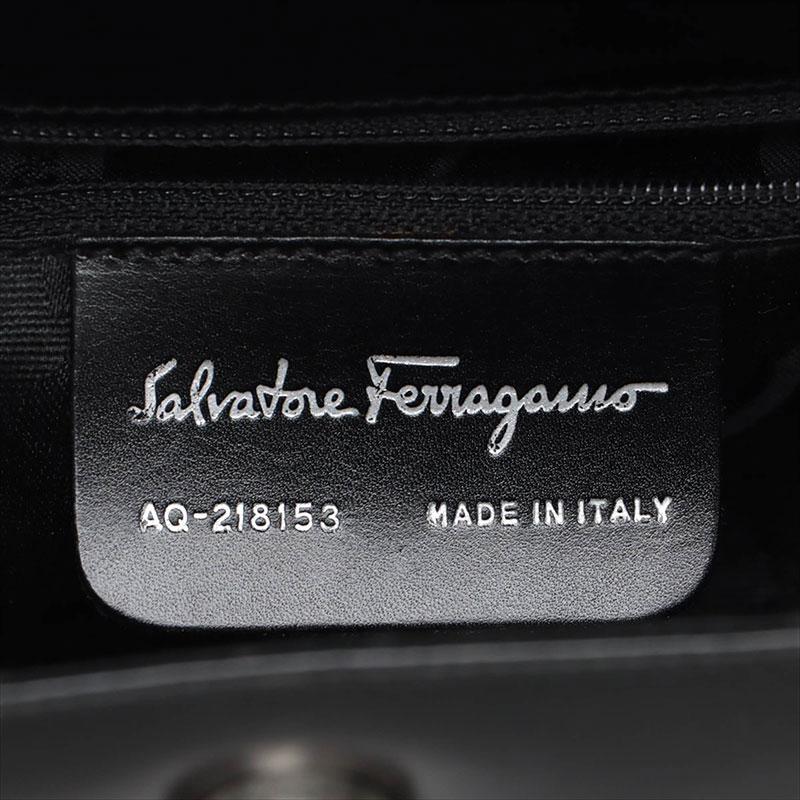 Salvatore Ferragamo
AQ-218153 MADE IN ITALY